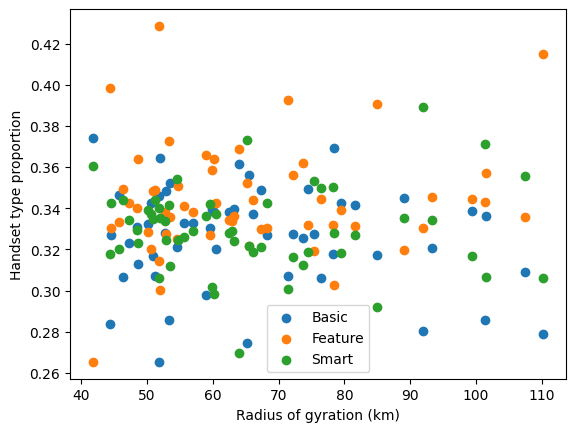 0.42
0.40
0.38
0.36
0.34
0.32
0.30
0.28
0.26
Handset type proportion
Basic
Feature
Smart
40 50 60 70 80 90 100 110
Radius of gyration (km)